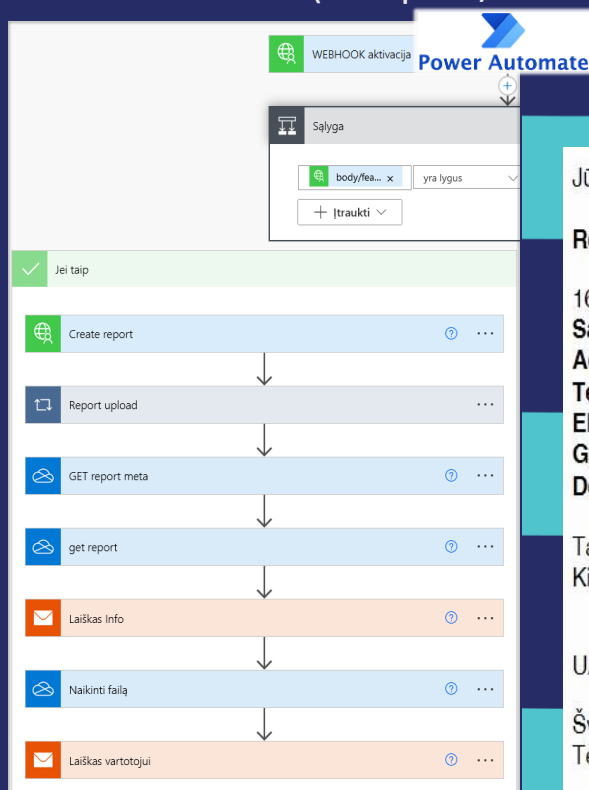 WEBHOOK aktivacija
Power Automate
Sąlyga
body/fea... x
yra lygus
+ Įtraukti
Jei taip
Create report
Report upload
GET report meta
get report
Laiškas Info
Naikinti failą
Laiškas vartotojui